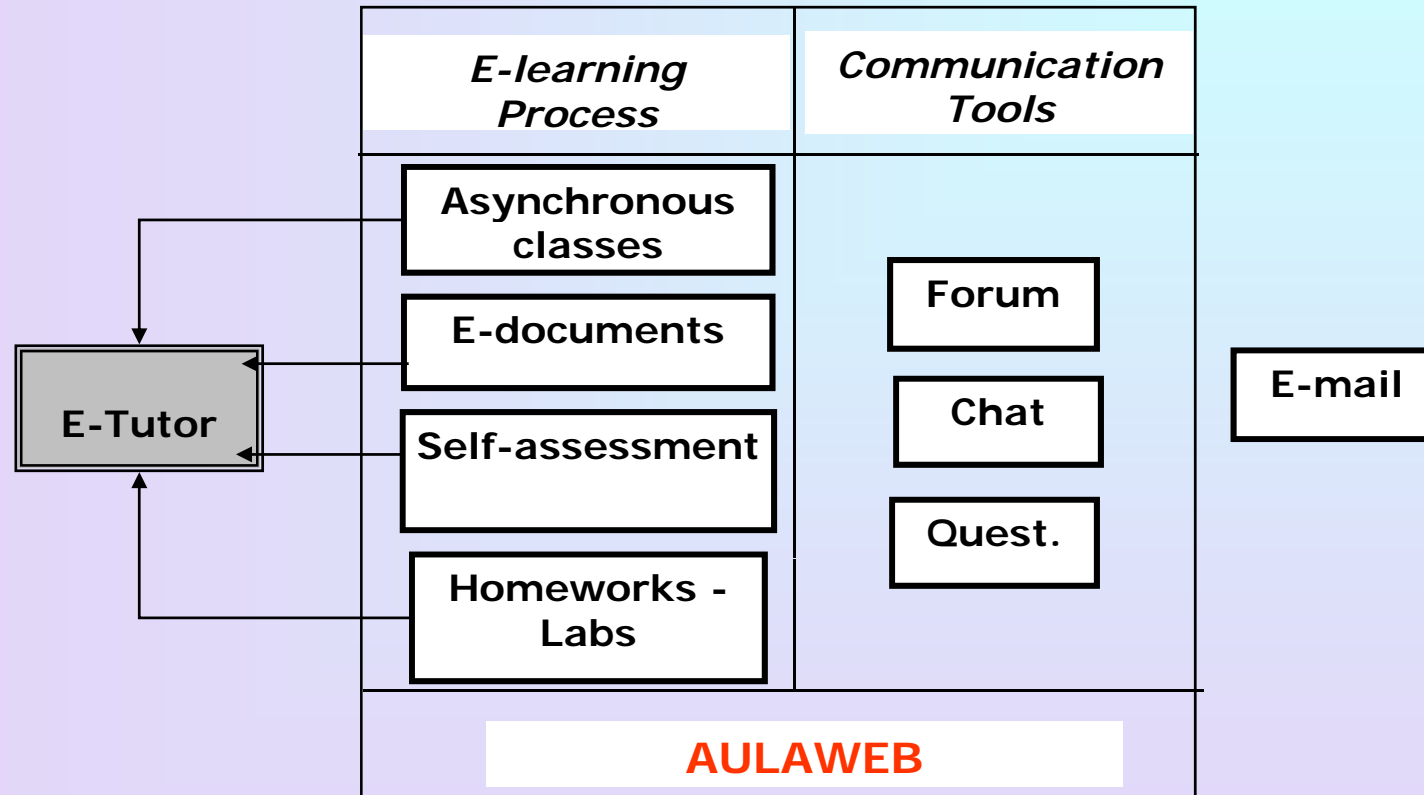 E-learning
Process
Communication
Tools
Asynchronous
classes
E-documents
Self-assessment
Homeworks -
Labs
E-Tutor
Forum
Chat
Quest.
E-mail
AULAWEB